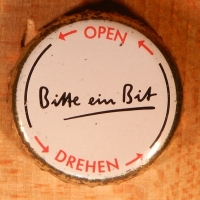 OPEN
Bitte ein Bit
DREHEN